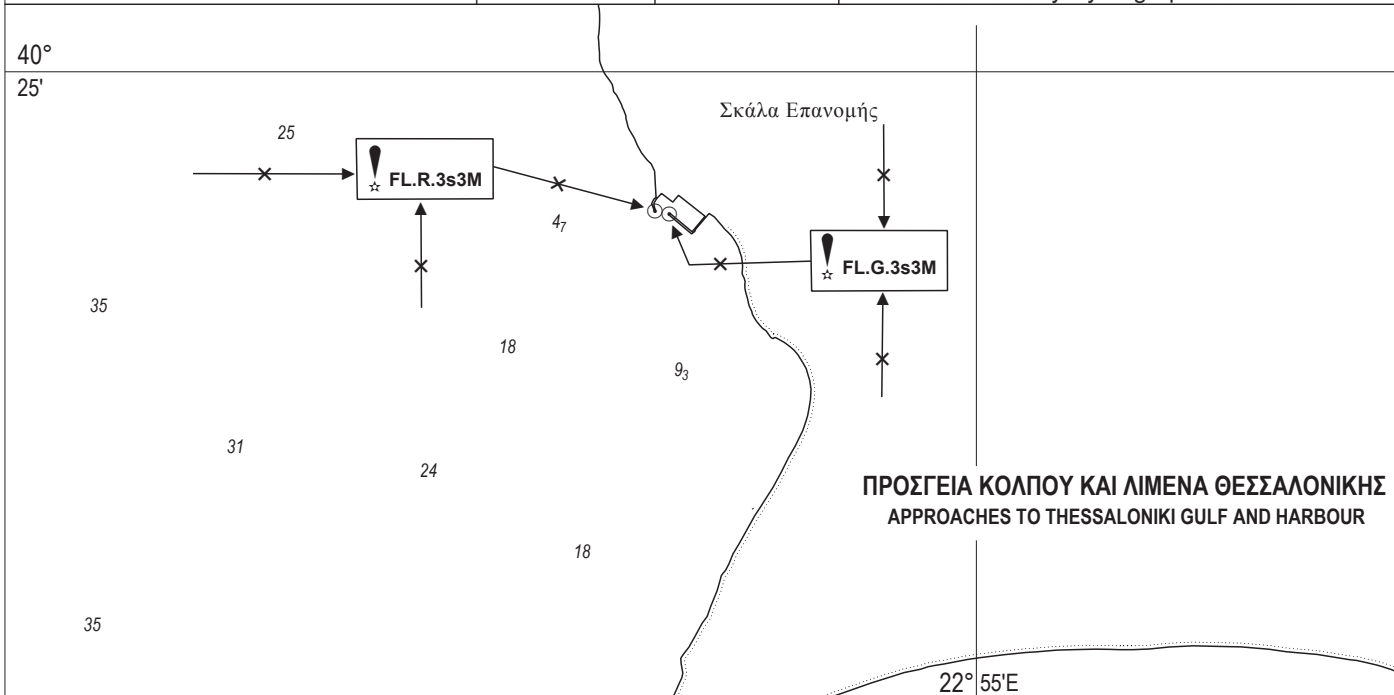 40°
25'
Σκάλα Επανομής
25
FL.R.3s3M
4₇
FL.G.3s3M
35
18
9₃
31
24
ΠΡΟΣΓΕΙΑ ΚΟΛΠΟΥ ΚΑΙ ΛΙΜΕΝΑ ΘΕΣΣΑΛΟΝΙΚΗΣ
APPROACHES TO THESSALONIKI GULF AND HARBOUR
18
35
22° 55'E